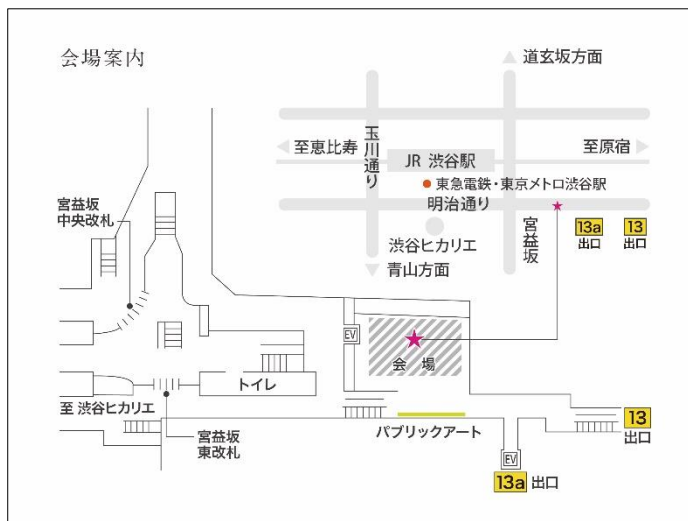 会場案内
道玄坂方面
至恵比寿
玉川通り
JR 渋谷駅
至原宿
東急電鉄・東京メトロ渋谷駅
明治通り
渋谷ヒカリエ
青山方面
宮益坂
13a
出口
13
出口
宮益坂
中央改札
EV
会 場
トイレ
至 渋谷ヒカリエ
宮益坂
東改札
パブリックアート
13
出口
EV
13a 出口